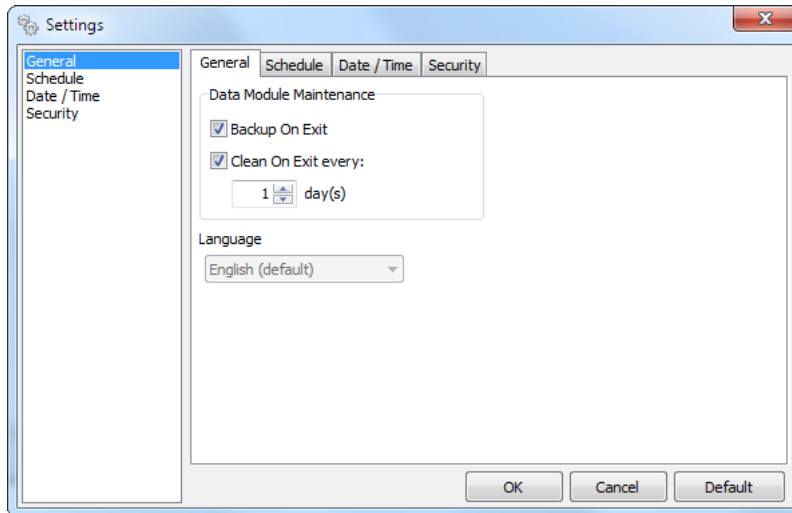 Settings
General
Schedule
Date / Time
Security
General Schedule Date / Time Security
Data Module Maintenance
Backup On Exit
Clean On Exit every:
1 day(s)
Language
English (default)
OK Cancel Default